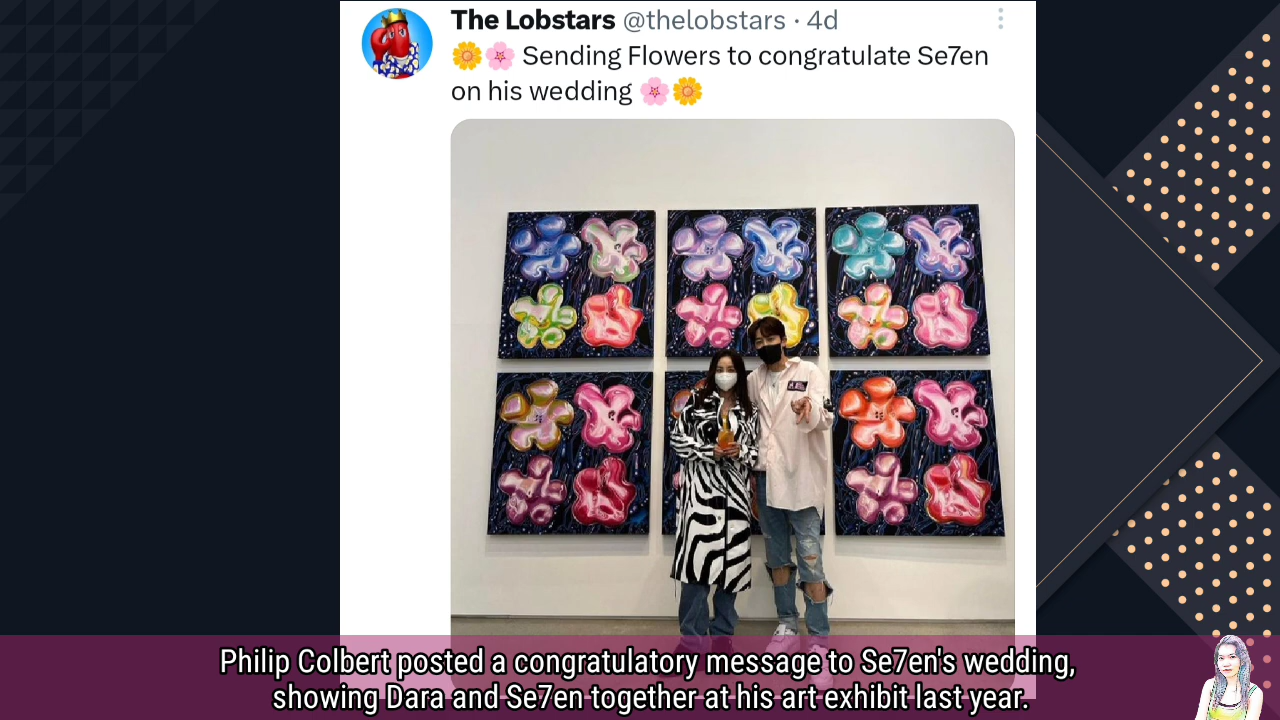 The Lobstars @thelobstars · 4d
🌼🌸 Sending Flowers to congratulate Se7en
on his wedding 🌸🌼
Philip Colbert posted a congratulatory message to Se7en's wedding,
showing Dara and Se7en together at his art exhibit last year.